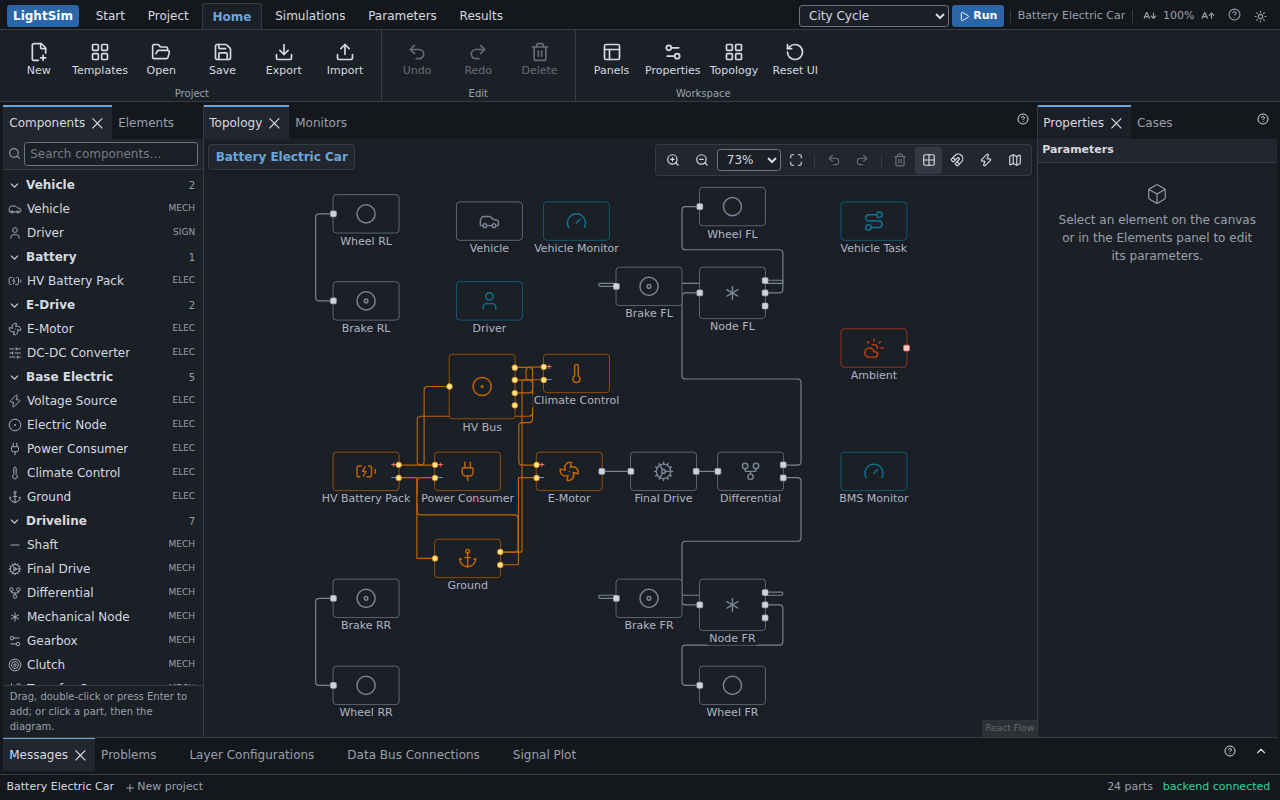 LightSim Start Project Home Simulations Parameters Results City Cycle Run Battery Electric Car 100%
New Templates Open Save Export Import Undo Redo Delete Panels Properties Topology Reset UI
Project Edit Workspace
Components Elements Topology Monitors Properties Cases
Search components...
Battery Electric Car
73%
Parameters
Vehicle 2
Vehicle MECH
Driver SIGN
Battery 1
HV Battery Pack ELEC
E-Drive 2
E-Motor ELEC
DC-DC Converter ELEC
Base Electric 5
Voltage Source ELEC
Electric Node ELEC
Power Consumer ELEC
Climate Control ELEC
Ground ELEC
Driveline 7
Shaft MECH
Final Drive MECH
Differential MECH
Mechanical Node MECH
Gearbox MECH
Clutch MECH
Drag, double-click or press Enter to
add; or click a part, then the
diagram.
Wheel RL
Vehicle
Vehicle Monitor
Wheel FL
Vehicle Task
Brake RL
Driver
Brake FL
Node FL
Ambient
HV Bus
Climate Control
HV Battery Pack
Power Consumer
E-Motor
Final Drive
Differential
BMS Monitor
Ground
Brake RR
Brake FR
Node FR
Wheel RR
Wheel FR
React Flow
Select an element on the canvas
or in the Elements panel to edit
its parameters.
Messages Problems Layer Configurations Data Bus Connections Signal Plot
Battery Electric Car + New project 24 parts backend connected